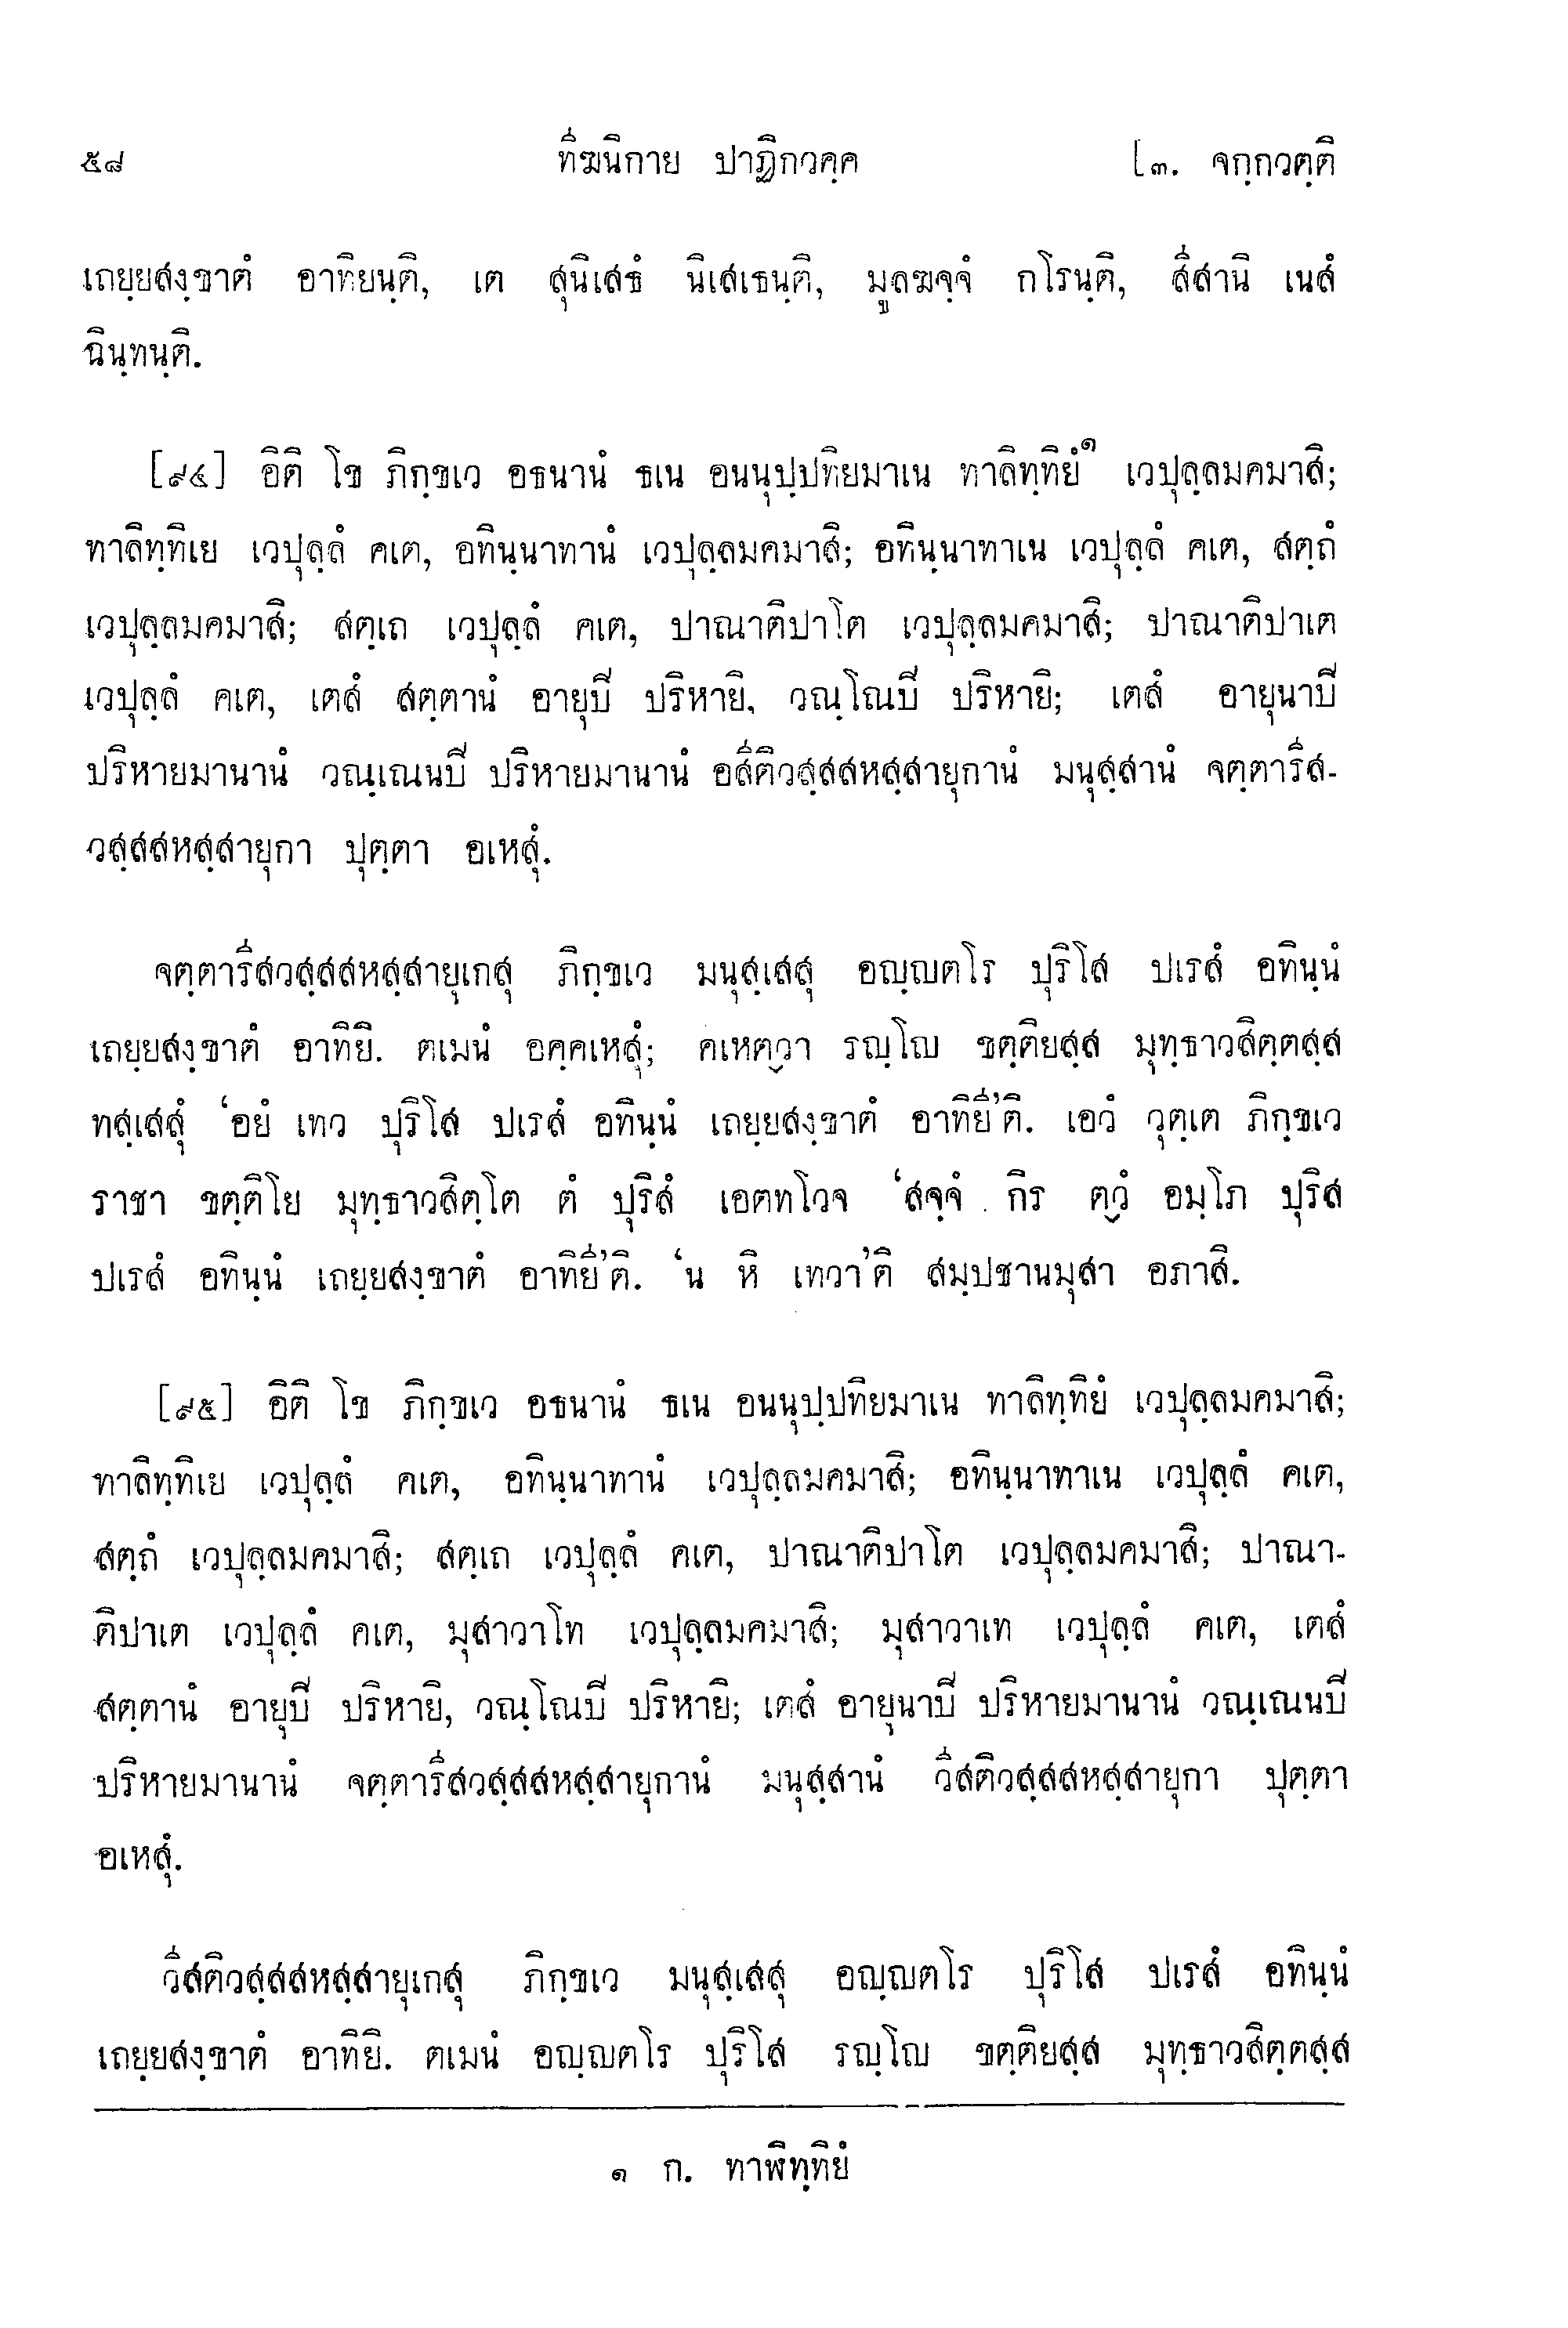 ๕๘ ทีฆนิกาย ปาฏิกวคฺค [๓. จกฺกวตฺติ
เถยฺยสงฺขาตํ อาทิยนฺติ, เต สุนิเสธํ นิเสเธนฺติ, มูลฆจฺจํ กโรนฺติ, สีสานิ เนสํ
ฉินฺทนฺติ.
[๙๔] อิติ โข ภิกฺขเว อธนานํ ธเน อนนุปฺปทิยมาเน ทาลิทฺทิยํ๑ เวปุลฺลมคมาสิ;
ทาลิทฺทิเย เวปุลฺลํ คเต, อทินฺนาทานํ เวปุลฺลมคมาสิ; อทินฺนาทาเน เวปุลฺลํ คเต, สตฺถํ
เวปุลฺลมคมาสิ; สตฺเถ เวปุลฺลํ คเต, ปาณาติปาโต เวปุลฺลมคมาสิ; ปาณาติปาเต
เวปุลฺลํ คเต, เตสํ สตฺตานํ อายุปิ ปริหายิ, วณฺโณปิ ปริหายิ; เตสํ อายุนาปิ
ปริหายมานานํ วณฺเณนปิ ปริหายมานานํ อสีติวสฺสสหสฺสายุกานํ มนุสฺสานํ จตฺตารีส-
วสฺสสหสฺสายุกา ปุตฺตา อเหสุํ.
จตฺตารีสวสฺสสหสฺสายุเกสุ ภิกฺขเว มนุสฺเสสุ อญฺญตโร ปุริโส ปเรสํ อทินฺนํ
เถยฺยสงฺขาตํ อาทิยิ. ตเมนํ อคฺคเหสุํ; คเหตฺวา รญฺโญ ขตฺติยสฺส มุทฺธาวสิตฺตสฺส
ทสฺเสสุํ ‘อยํ เทว ปุริโส ปเรสํ อทินฺนํ เถยฺยสงฺขาตํ อาทิยี’ติ. เอวํ วุตฺเต ภิกฺขเว
ราชา ขตฺติโย มุทฺธาวสิตฺโต ตํ ปุริสํ เอตทโวจ ‘สจฺจํ กิร ตฺวํ อมฺโภ ปุริส
ปเรสํ อทินฺนํ เถยฺยสงฺขาตํ อาทิยี’ติ. ‘น หิ เทวา’ติ สมฺปชานมุสา อภาสิ.
[๙๕] อิติ โข ภิกฺขเว อธนานํ ธเน อนนุปฺปทิยมาเน ทาลิทฺทิยํ เวปุลฺลมคมาสิ;
ทาลิทฺทิเย เวปุลฺลํ คเต, อทินฺนาทานํ เวปุลฺลมคมาสิ; อทินฺนาทาเน เวปุลฺลํ คเต,
สตฺถํ เวปุลฺลมคมาสิ; สตฺเถ เวปุลฺลํ คเต, ปาณาติปาโต เวปุลฺลมคมาสิ; ปาณา-
ติปาเต เวปุลฺลํ คเต, มุสาวาโท เวปุลฺลมคมาสิ; มุสาวาเท เวปุลฺลํ คเต, เตสํ
สตฺตานํ อายุปิ ปริหายิ, วณฺโณปิ ปริหายิ; เตสํ อายุนาปิ ปริหายมานานํ วณฺเณนปิ
ปริหายมานานํ จตฺตารีสวสฺสสหสฺสายุกานํ มนุสฺสานํ วีสติวสฺสสหสฺสายุกา ปุตฺตา
อเหสุํ.
วีสติวสฺสสหสฺสายุเกสุ ภิกฺขเว มนุสฺเสสุ อญฺญตโร ปุริโส ปเรสํ อทินฺนํ
เถยฺยสงฺขาตํ อาทิยิ. ตเมนํ อญฺญตโร ปุริโส รญฺโญ ขตฺติยสฺส มุทฺธาวสิตฺตสฺส
๑ ก. ทาฬิทฺทิยํ